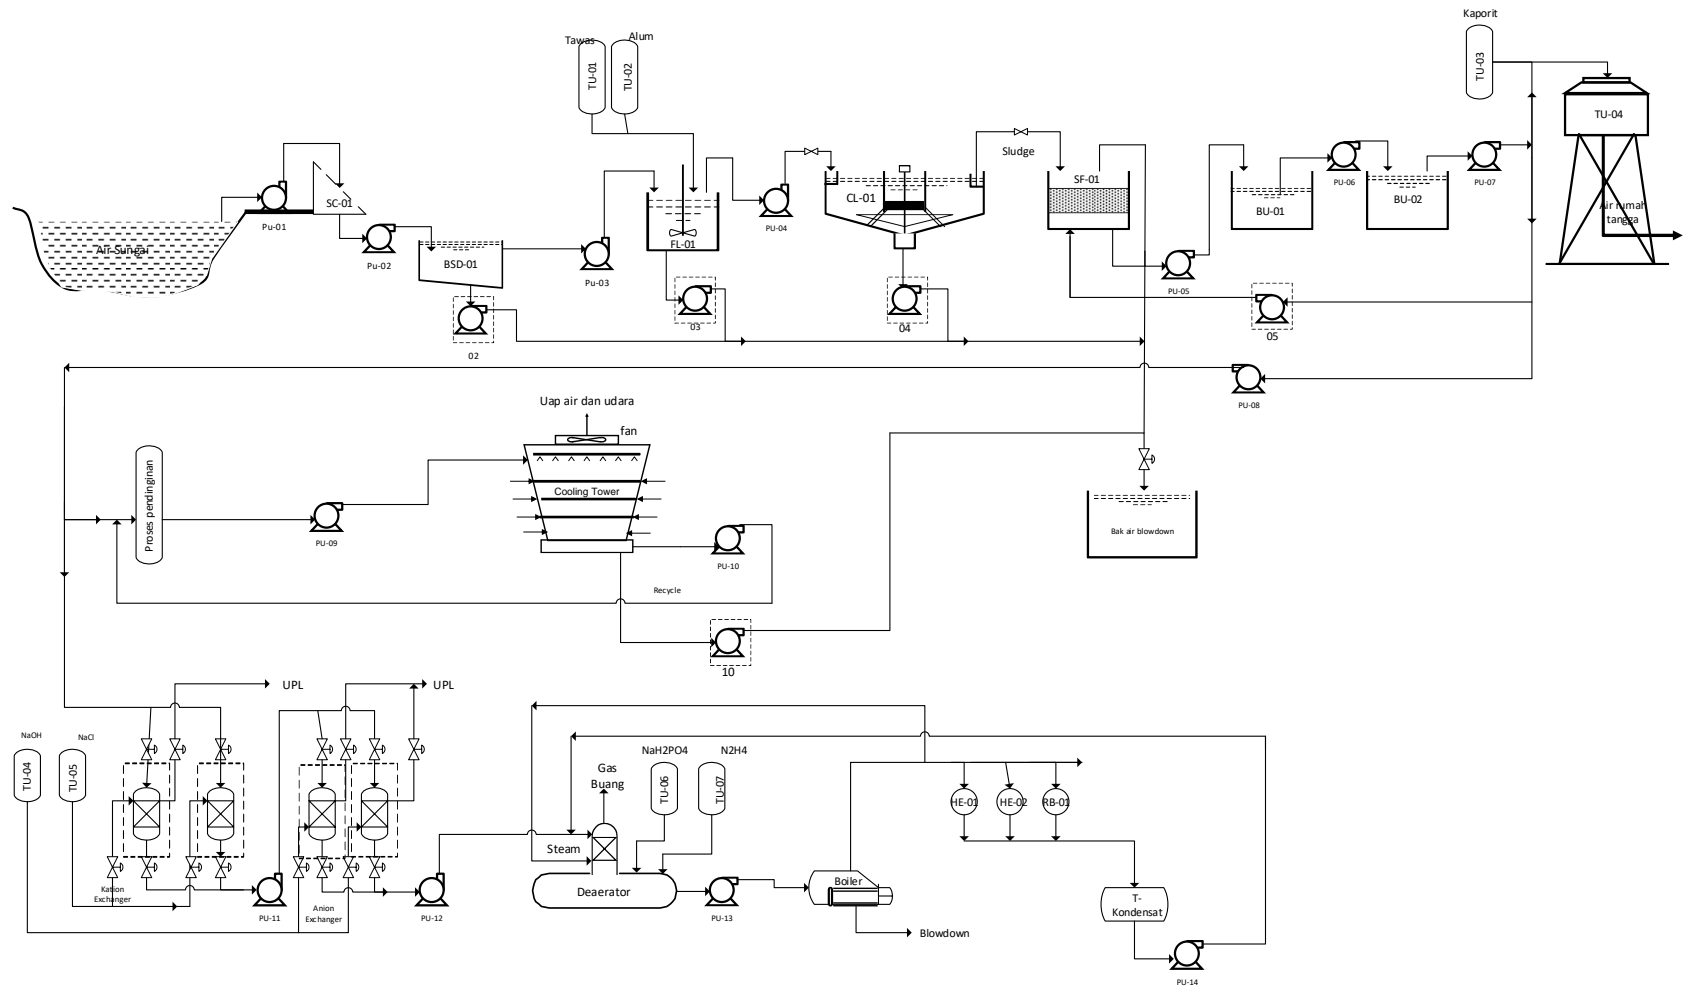 Kaporit
TU-03
Tawas
Alum
TU-01
TU-02
TU-04
Sludge
SF-01
PU-06
PU-07
SC-01
CL-01
BU-01
BU-02
Air rumah
tangga
Pu-01
PU-04
Air Sungai
FL-01
Pu-02
BSD-01
Pu-03
PU-05
02
03
04
05
PU-08
Uap air dan udara
fan
Proses pendinginan
Cooling Tower
PU-09
PU-10
Bak air blowdown
Recycle
10
UPL
UPL
NaOH
NaCl
TU-04
TU-05
NaH2PO4
N2H4
Gas
Buang
TU-06
TU-07
HE-01
HE-02
RB-01
Steam
Deaerator
Boiler
Kation
Exchanger
Anion
Exchanger
PU-11
PU-12
PU-13
T-
Kondensat
Blowdown
PU-14